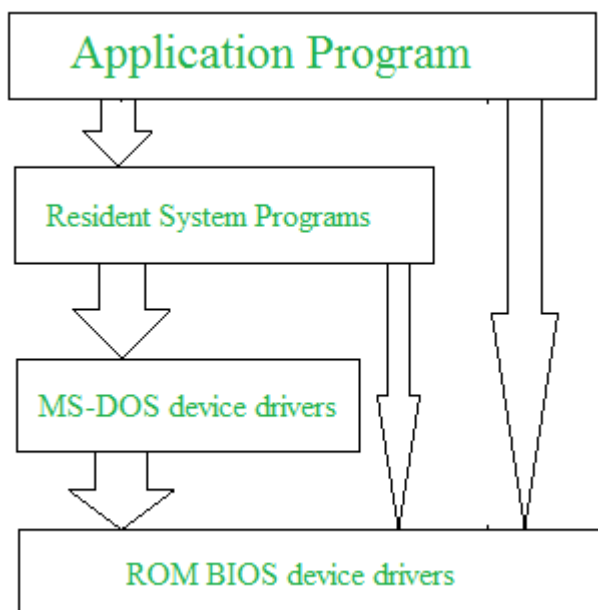 Application Program
Resident System Programs
MS-DOS device drivers
ROM BIOS device drivers